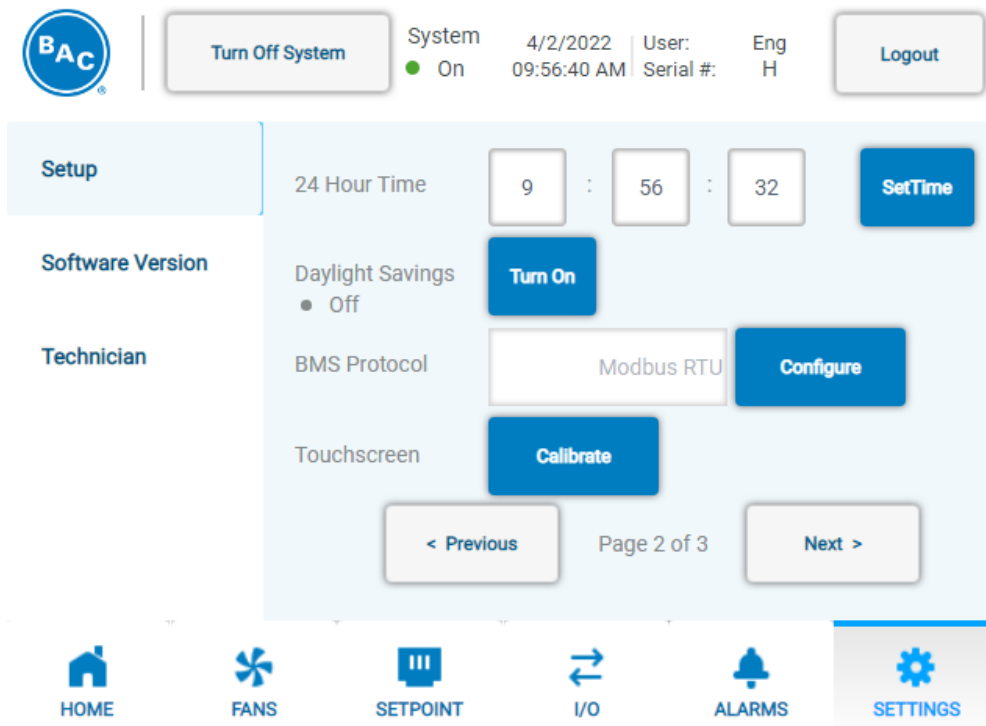 BAC
®
Turn Off System
System
On
4/2/2022
09:56:40 AM
User: Eng
Serial #: H
Logout
Setup
Software Version
Technician
24 Hour Time 9 : 56 : 32 SetTime
Daylight Savings
Off
Turn On
BMS Protocol Modbus RTU Configure
Touchscreen Calibrate
< Previous Page 2 of 3 Next >
HOME FANS SETPOINT I/O ALARMS SETTINGS